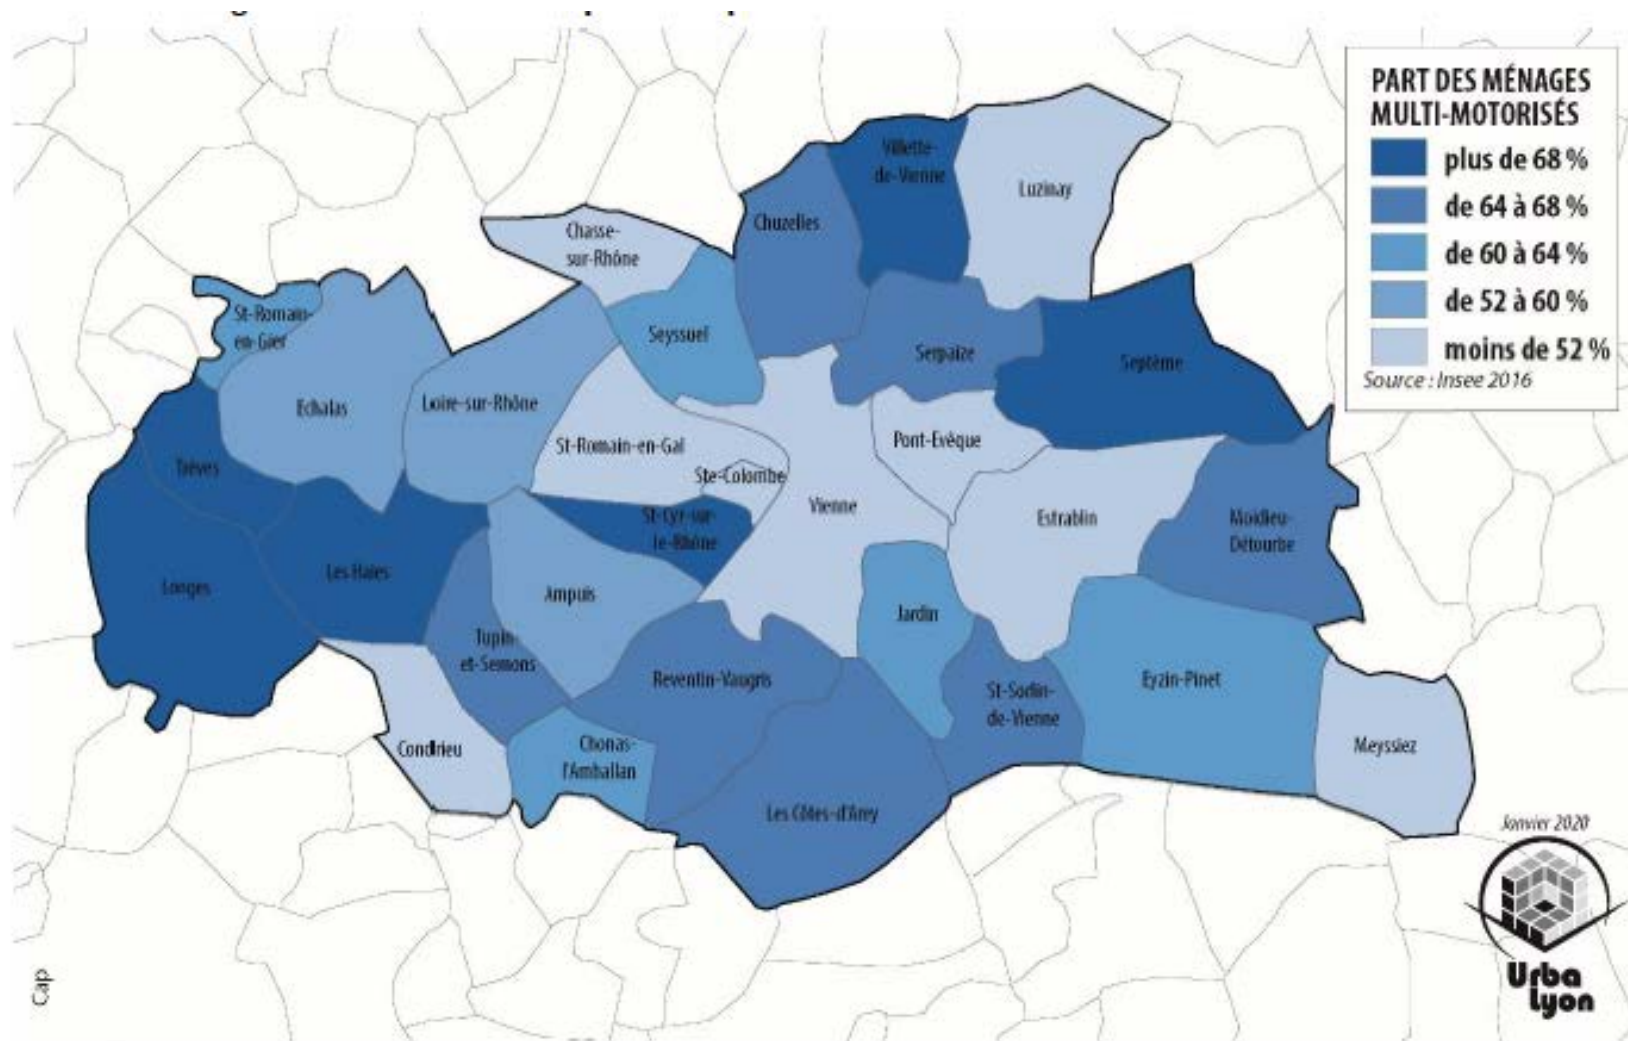 PART DES MÉNAGES
MULTI-MOTORISÉS
plus de 68 %
de 64 à 68 %
de 60 à 64 %
de 52 à 60 %
moins de 52 %
Source : Insee 2016
Villette-
de-Vienne
Luzinay
Chuzelles
Chasse-
sur-Rhône
St-Romain-
en-Gier
Seyssuel
Serpaize
Septème
Echalas
Loire-sur-Rhône
St-Romain-en-Gal
Pont-Evêque
Trèves
Ste-Colombe
Vienne
Estrablin
Moidieu-
Détourbe
St-Cyr-sur-
le-Rhône
Les Haies
Longes
Ampuis
Jardin
Tupin-
et-Semons
Reventin-Vaugris
St-Sorlin-
de-Vienne
Eyzin-Pinet
Condrieu
Chonas-
l'Amballan
Meyssiez
Les Côtes-d'Arey
Janvier 2020
Urba
Lyon
Cap